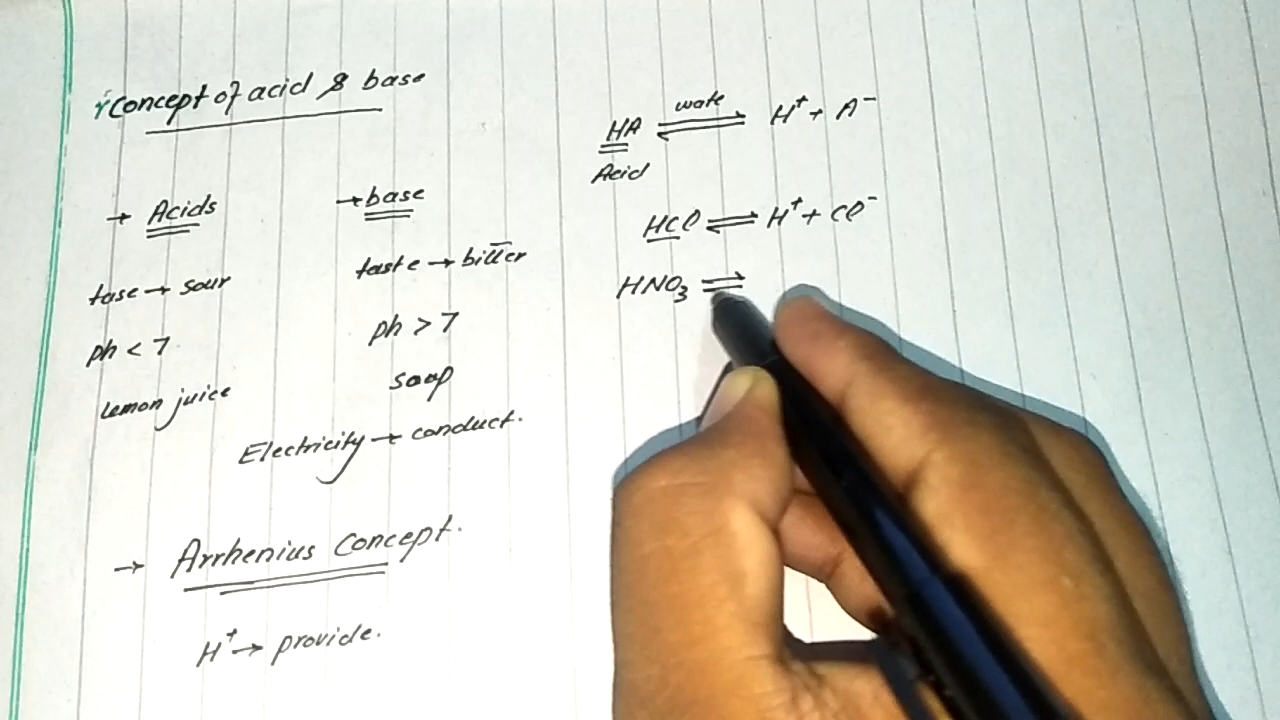 Concept of acid & base
→ Acids
tase → sour
ph < 7
Lemon juice
→ base
taste → bitter
ph > 7
soap
Electricity → conduct.
→ Arrhenius Concept.
H⁺ → provide.
HA ⇌ wate H⁺ + A⁻
Acid
HCl ⇌ H⁺ + Cl⁻
HNO₃ ⇌